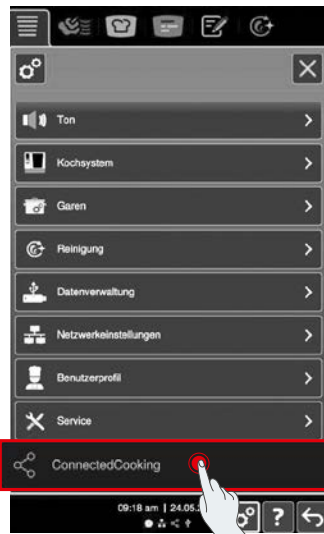 Ton
Kochsystem
Garen
Reinigung
Datenverwaltung
Netzwerkeinstellungen
Benutzerprofil
Service
ConnectedCooking
09:18 am | 24.05.
?